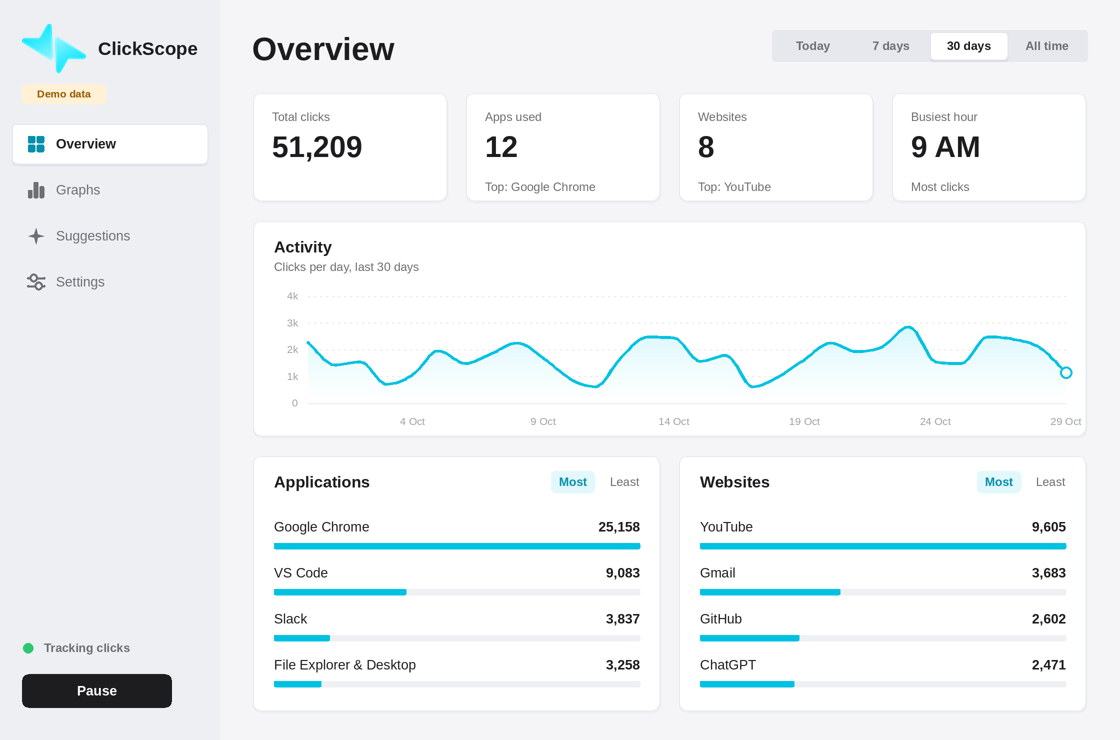 ClickScope
Demo data
Overview
Graphs
Suggestions
Settings
Tracking clicks
Pause
Overview
Today
7 days
30 days
All time
Total clicks
51,209
Apps used
12
Top: Google Chrome
Websites
8
Top: YouTube
Busiest hour
9 AM
Most clicks
Activity
Clicks per day, last 30 days
4k
3k
2k
1k
0
4 Oct
9 Oct
14 Oct
19 Oct
24 Oct
29 Oct
Applications
Most
Least
Google Chrome 25,158
VS Code 9,083
Slack 3,837
File Explorer & Desktop 3,258
Websites
Most
Least
YouTube 9,605
Gmail 3,683
GitHub 2,602
ChatGPT 2,471